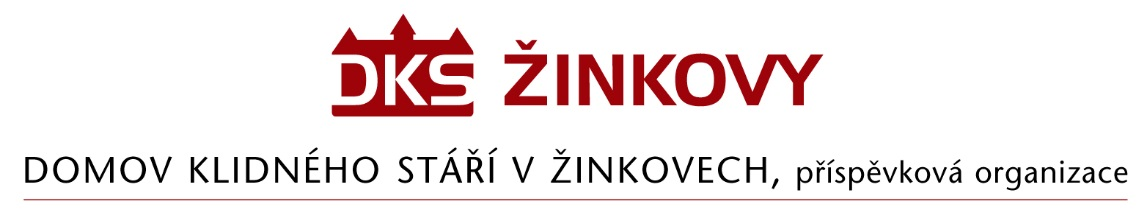 DKS ŽINKOVY
DOMOV KLIDNÉHO STÁŘÍ V ŽINKOVECH, příspěvková organizace